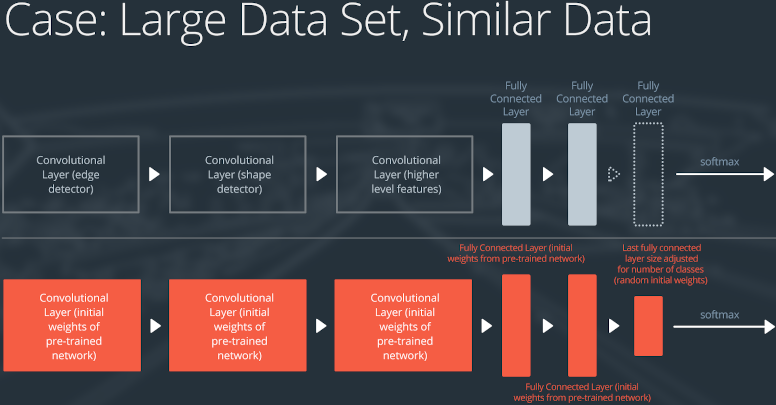 Case: Large Data Set, Similar Data
Fully
Connected
Layer
Fully
Connected
Layer
Fully
Connected
Layer
Convolutional
Layer (edge
detector)
Convolutional
Layer (shape
detector)
Convolutional
Layer (higher
level features)
softmax
Fully Connected Layer (initial
weights from pre-trained network)
Last fully connected
layer size adjusted
for number of classes
(random initial weights)
Convolutional
Layer (initial
weights of
pre-trained
network)
Convolutional
Layer (initial
weights of
pre-trained
network)
Convolutional
Layer (initial
weights of
pre-trained
network)
softmax
Fully Connected Layer (initial
weights from pre-trained network)